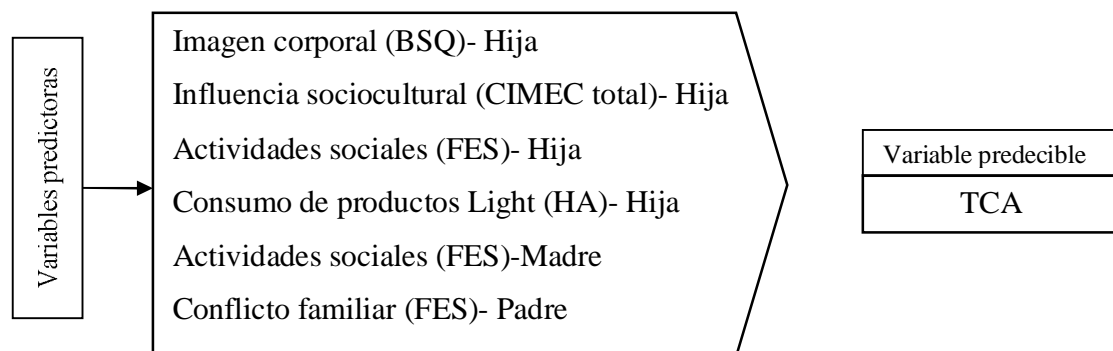 Variables predictoras
Imagen corporal (BSQ)- Hija
Influencia sociocultural (CIMEC total)- Hija
Actividades sociales (FES)- Hija
Consumo de productos Light (HA)- Hija
Actividades sociales (FES)-Madre
Conflicto familiar (FES)- Padre
Variable predecible
TCA